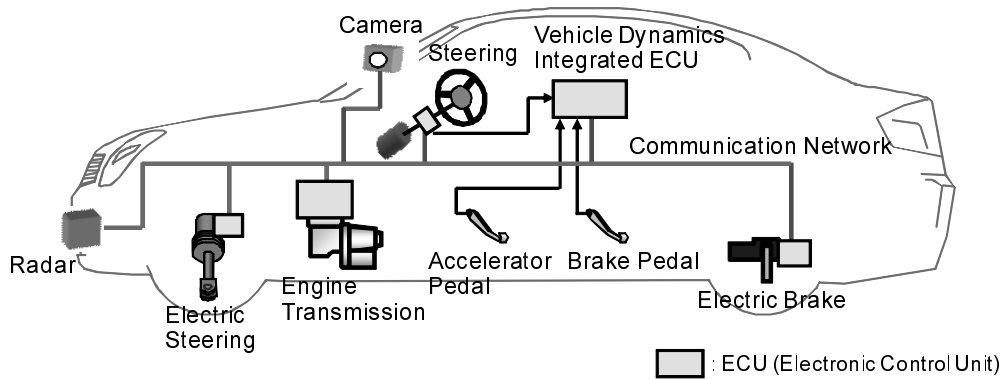 Camera
Steering
Vehicle Dynamics
Integrated ECU
Communication Network
Radar
Electric
Steering
Engine
Transmission
Accelerator
Pedal
Brake Pedal
Electric Brake
: ECU (Electronic Control Unit)